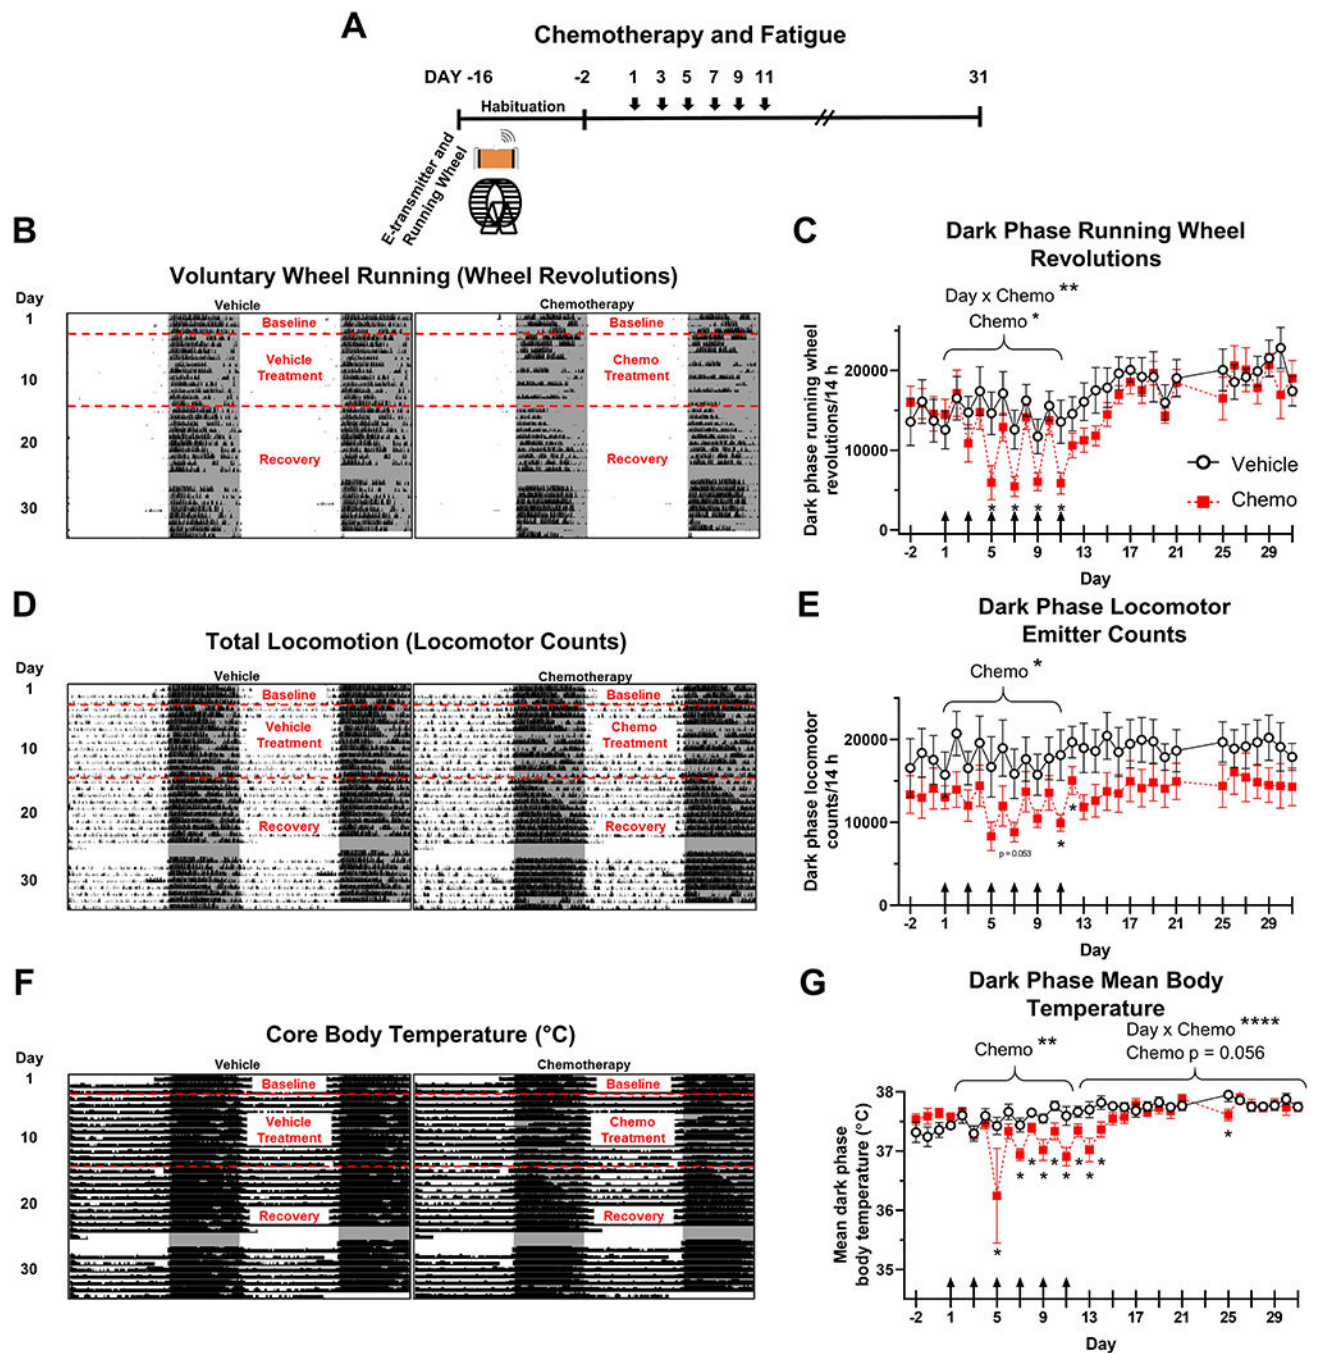 A
Chemotherapy and Fatigue
DAY -16 -2 1 3 5 7 9 11 31
Habituation
E-transmitter and
Running Wheel
B
Voluntary Wheel Running (Wheel Revolutions)
Day
Vehicle
Chemotherapy
1
10
20
30
Baseline
Vehicle
Treatment
Recovery
Baseline
Chemo
Treatment
Recovery
C
Dark Phase Running Wheel
Revolutions
Day x Chemo **
Chemo *
Dark phase running wheel
revolutions/14 h
20000
10000
0
Vehicle
Chemo
* * * *
-2 1 5 9 13 17 21 25 29
Day
D
Total Locomotion (Locomotor Counts)
Day
Vehicle
Chemotherapy
1
10
20
30
Baseline
Vehicle
Treatment
Recovery
Baseline
Chemo
Treatment
Recovery
E
Dark Phase Locomotor
Emitter Counts
Chemo *
Dark phase locomotor
counts/14 h
20000
10000
0
*
*
p = 0.053
-2 1 5 9 13 17 21 25 29
Day
F
Core Body Temperature (°C)
Day
Vehicle
Chemotherapy
1
10
20
30
Baseline
Vehicle
Treatment
Recovery
Baseline
Chemo
Treatment
Recovery
G
Dark Phase Mean Body
Temperature
Chemo **
Day x Chemo ****
Chemo p = 0.056
Mean dark phase
body temperature (°C)
38
37
36
35
* * * * * * * *
*
*
-2 1 5 9 13 17 21 25 29
Day